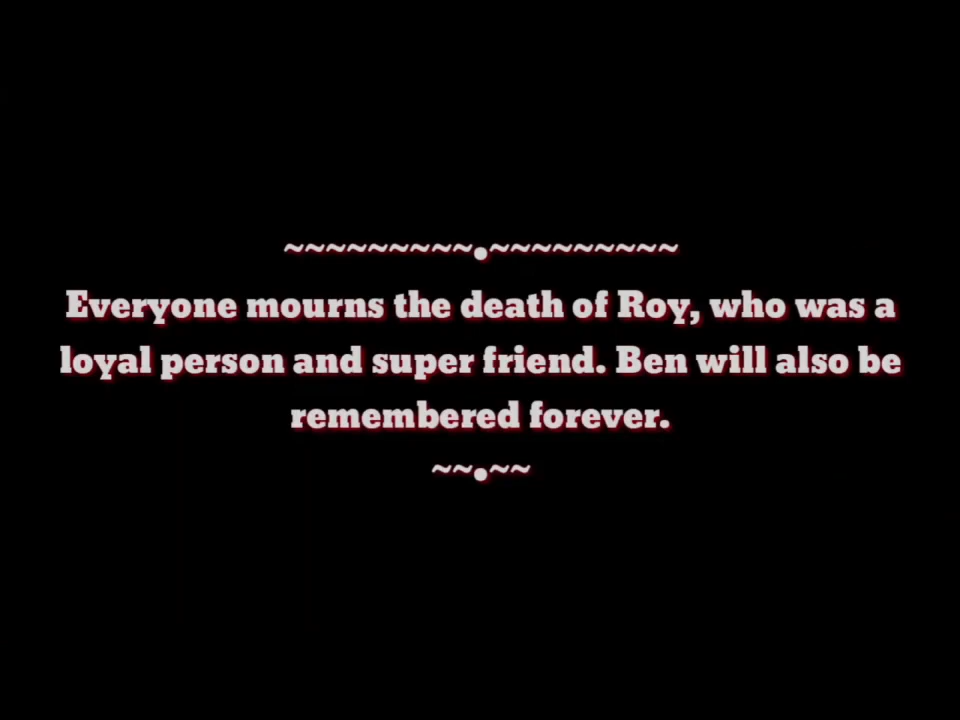 ~~~~~~~~~.~~~~~~~~~
Everyone mourns the death of Roy, who was a
loyal person and super friend. Ben will also be
remembered forever.
~~.~~